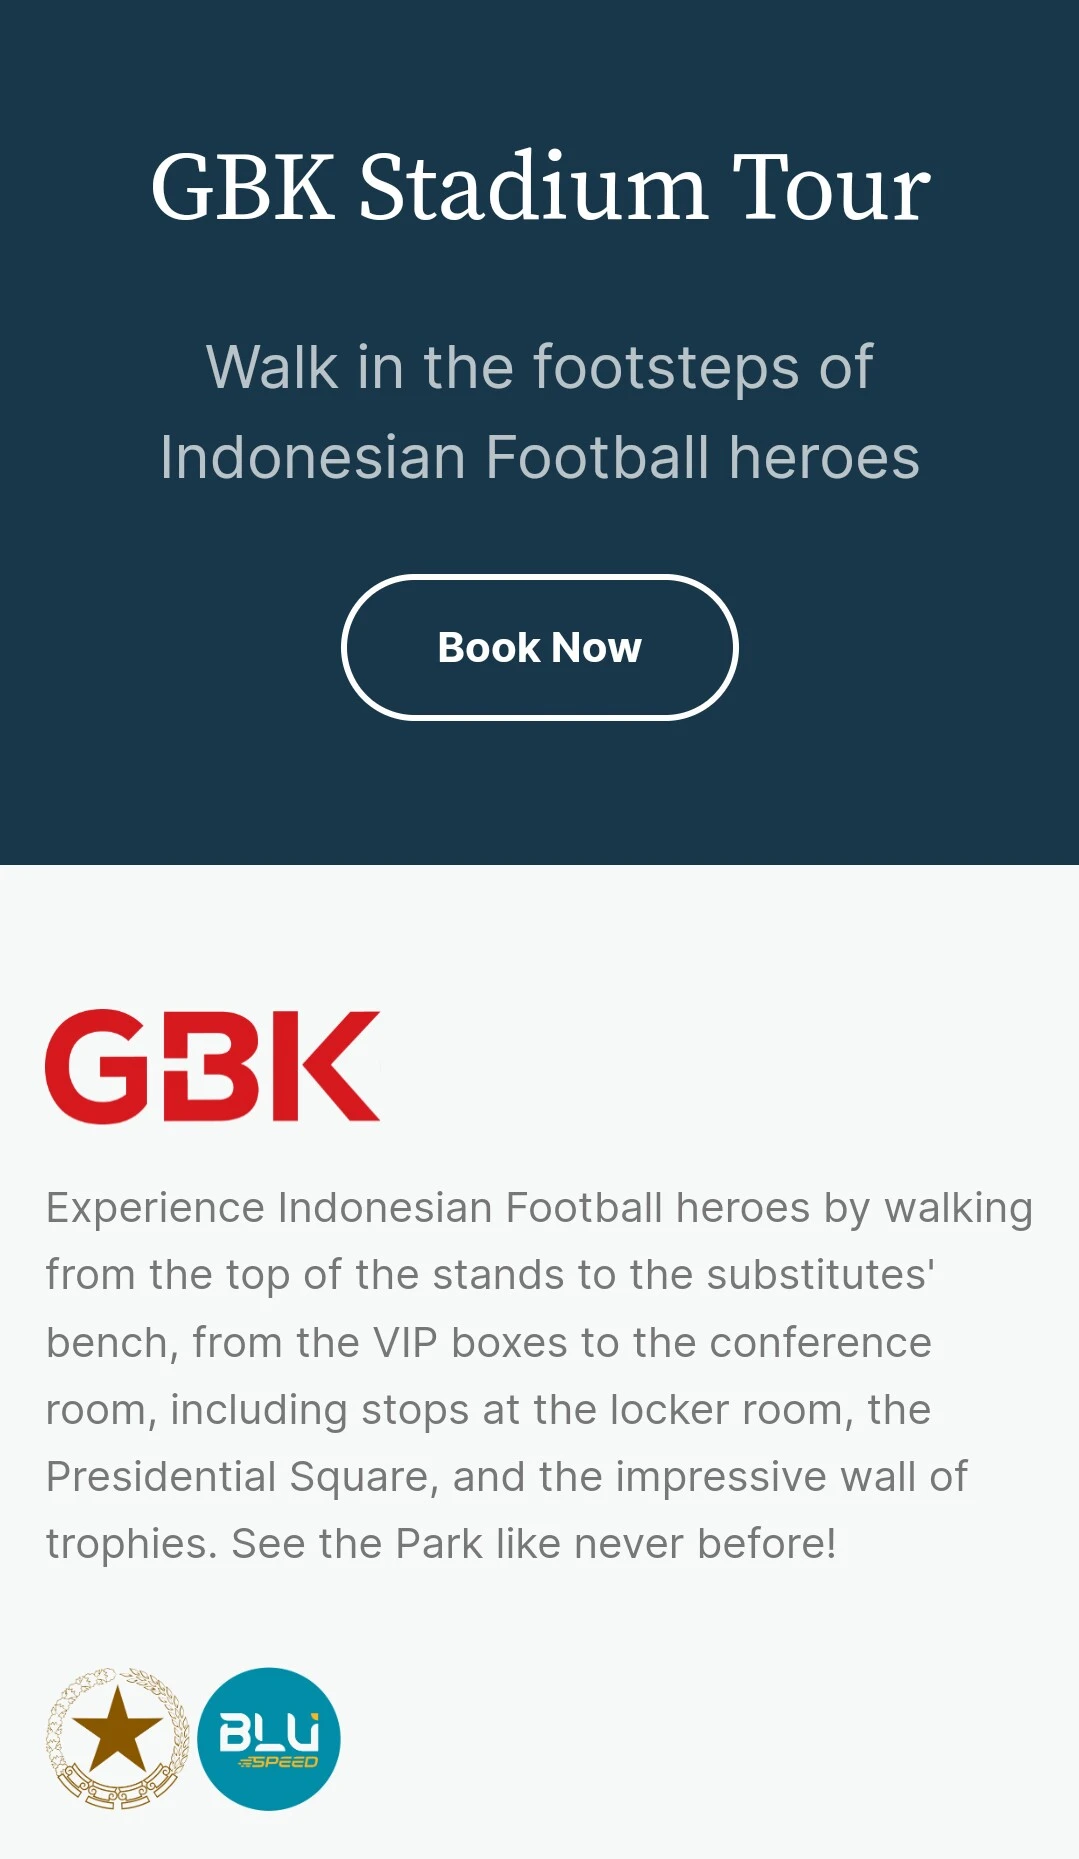 GBK Stadium Tour
Walk in the footsteps of
Indonesian Football heroes
Book Now
GBK
Experience Indonesian Football heroes by walking
from the top of the stands to the substitutes'
bench, from the VIP boxes to the conference
room, including stops at the locker room, the
Presidential Square, and the impressive wall of
trophies. See the Park like never before!
BLU
SPEED